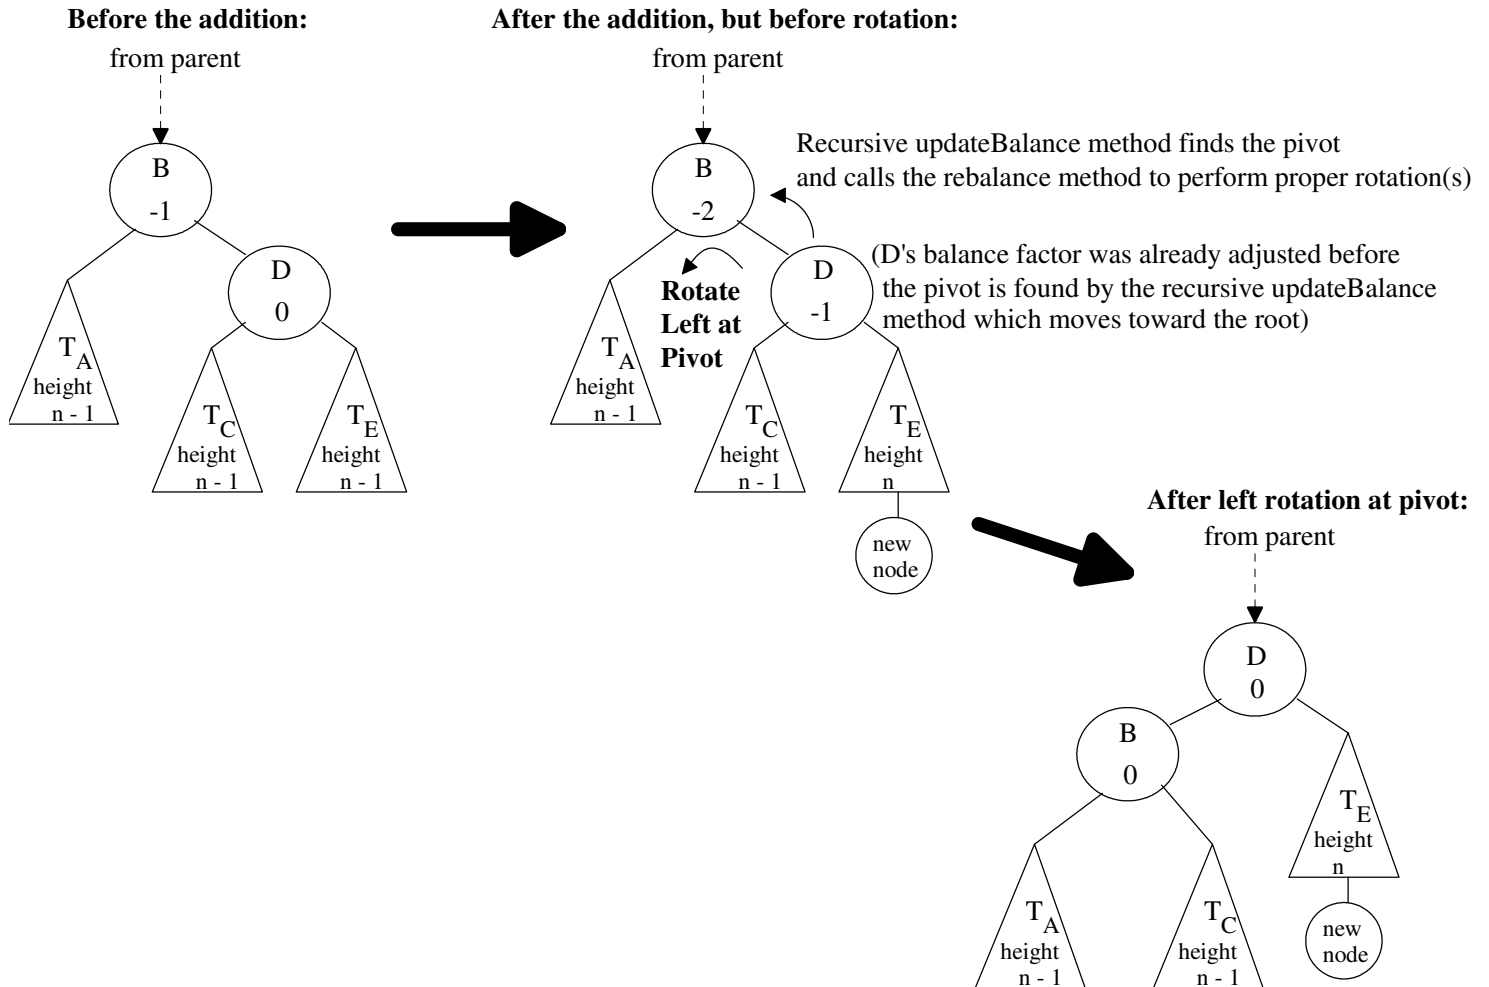 Before the addition:
from parent
B
-1
D
0
T A
height
n - 1
T C
height
n - 1
T E
height
n - 1
After the addition, but before rotation:
from parent
B
-2
Recursive updateBalance method finds the pivot
and calls the rebalance method to perform proper rotation(s)
D
-1
(D's balance factor was already adjusted before
the pivot is found by the recursive updateBalance
method which moves toward the root)
Rotate
Left at
Pivot
T A
height
n - 1
T C
height
n - 1
T E
height
n
new
node
After left rotation at pivot:
from parent
D
0
B
0
T E
height
n
new
node
T A
height
n - 1
T C
height
n - 1